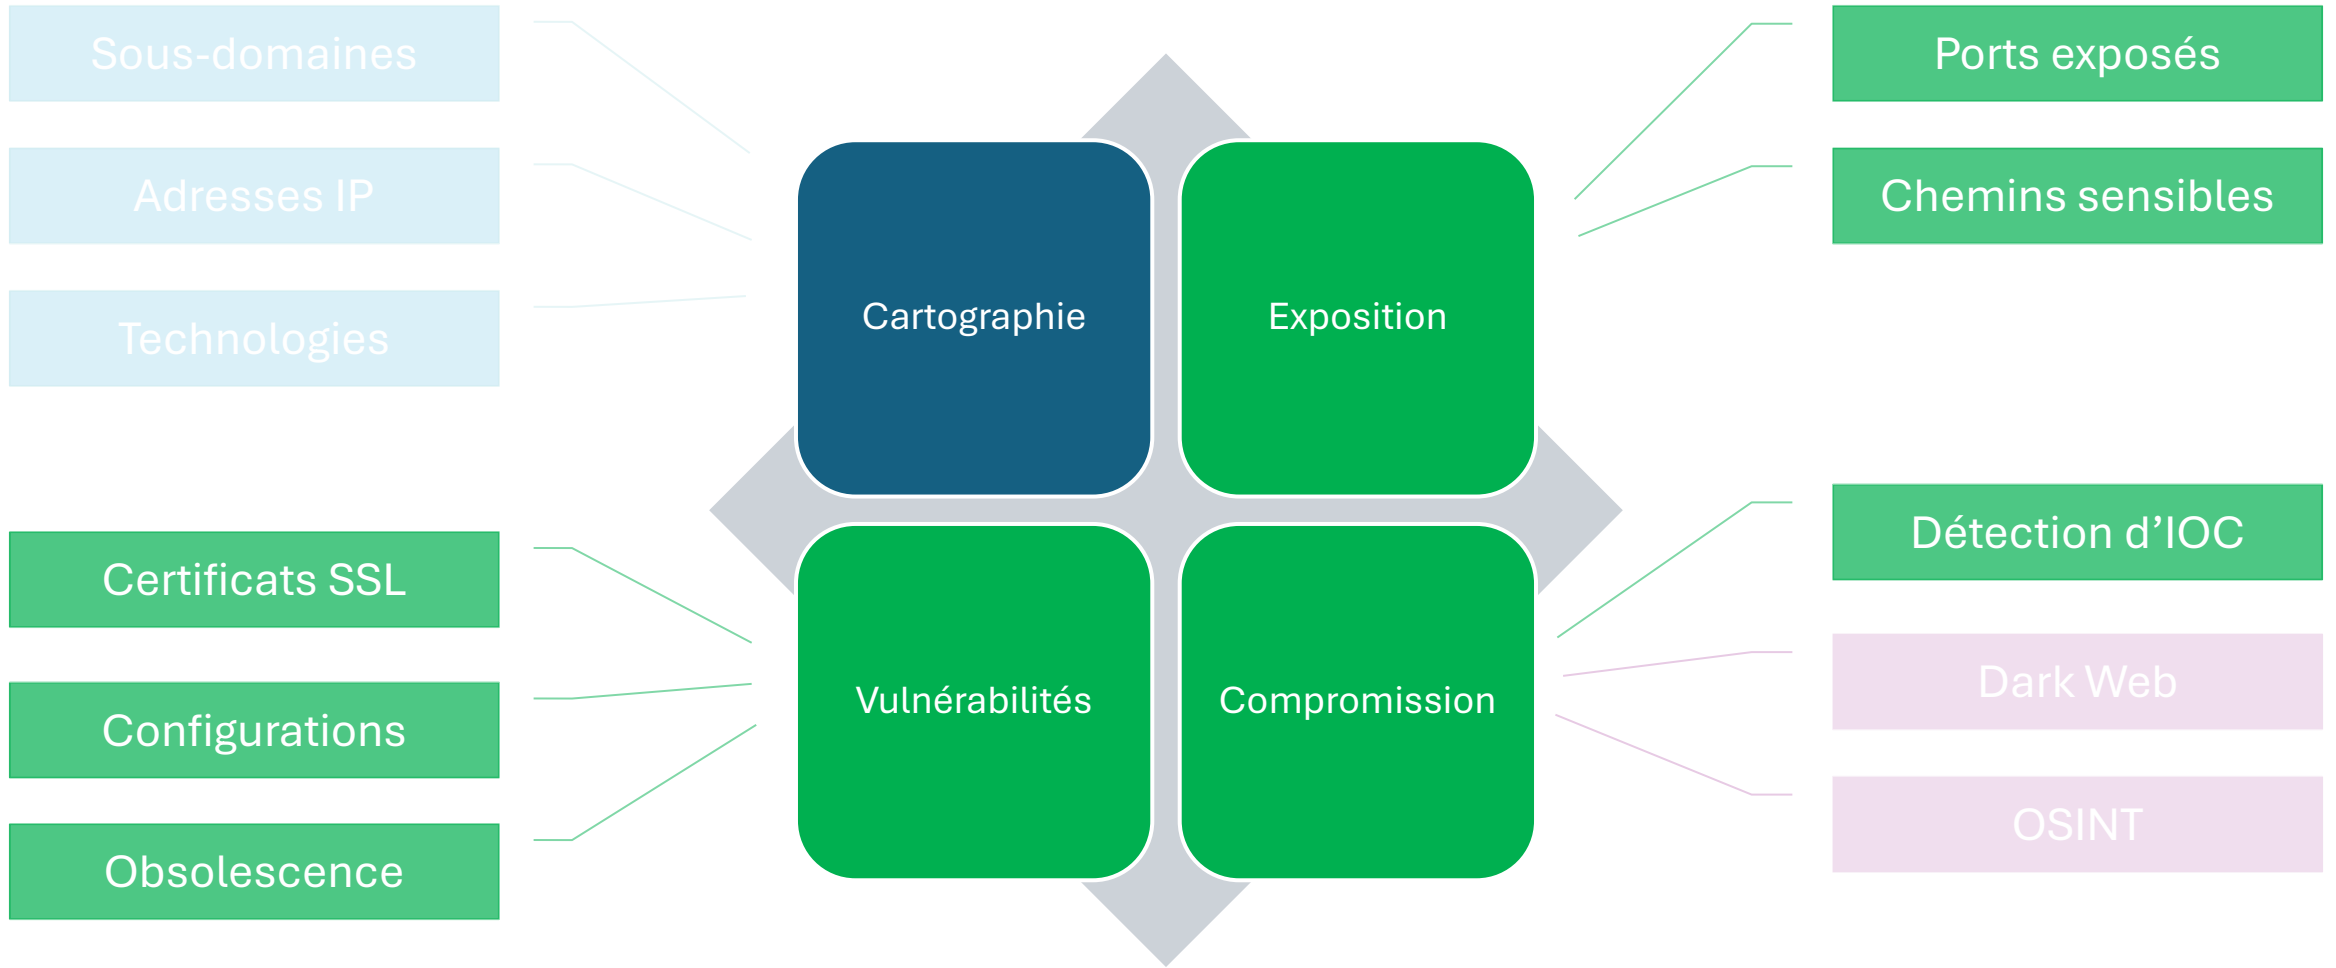 Sous-domaines
Adresses IP
Technologies
Certificats SSL
Configurations
Obsolescence
Cartographie
Exposition
Vulnérabilités
Compromission
Ports exposés
Chemins sensibles
Détection d’IOC
Dark Web
OSINT